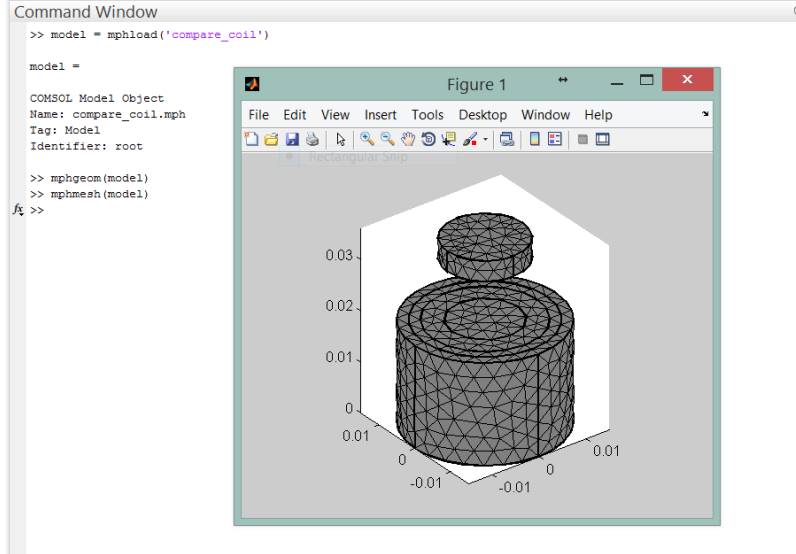 Command Window
>> model = mphload('compare_coil')
model =
COMSOL Model Object
Name: compare_coil.mph
Tag: Model
Identifier: root
>> mphgeom(model)
>> mphmesh(model)
fx >>
Figure 1
File Edit View Insert Tools Desktop Window Help
Rectangular Snip
0.03
0.02
0.01
0
0.01
0
-0.01
-0.01
0
0.01